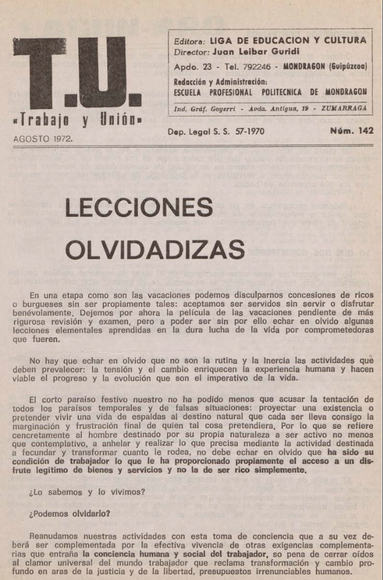 T.U.
«Trabajo y Unión»
AGOSTO 1972.
Editora: LIGA DE EDUCACION Y CULTURA
Director: Juan Leibar Guridi
Apdo. 23 - Tel. 792246 - MONDRAGON (Guipúzcoa)
Redacción y Administración:
ESCUELA PROFESIONAL POLITECNICA DE MONDRAGON
Ind. Gráf. Goyerri - Avda. Antigua, 19 - ZUMARRAGA
Dep. Legal S. S. 57-1970 Núm. 142
LECCIONES
OLVIDADIZAS
En una etapa como son las vacaciones podemos disculparnos concesiones de ricos
o burgueses sin ser propiamente tales: aceptamos ser servidos sin servir o disfrutar
benévolamente. Dejemos por ahora la película de las vacaciones pendiente de más
rigurosa revisión y examen, pero a poder ser sin por ello echar en olvido algunas
lecciones elementales aprendidas en la dura lucha de la vida por comprometedoras
que fueren.
No hay que echar en olvido que no son la rutina y la inercia las actividades que
deben prevalecer: la tensión y el cambio enriquecen la experiencia humana y hacen
viable el progreso y la evolución que son el imperativo de la vida.
El corto paraíso festivo nuestro no ha podido menos que acusar la tentación de
todos los paraísos temporales y de falsas situaciones: proyectar una existencia o
pretender vivir una vida de espaldas al destino natural que cada ser lleva consigo la
marginación y frustración final de quien tal cosa pretendiera. Por lo que se refiere
concretamente al hombre destinado por su propia naturaleza a ser activo no menos
que contemplativo, a anhelar y realizar lo que precisa mediante la actividad destinada
a fecundar y transformar cuanto le rodea, no debe echar en olvido que ha sido su
condición de trabajador lo que le ha proporcionado propiamente el acceso a un dis-
frute legítimo de bienes y servicios y no la de ser rico simplemente.
¿Lo sabemos y lo vivimos?
¿Podemos olvidarlo?
Reanudamos nuestras actividades con esta toma de conciencia que a su vez de-
berá ser complementada por la efectiva vivencia de otras exigencias complementa-
rias que entraña la conciencia humana y social del trabajador, so pena de cerrar oídos
al clamor universal del mundo trabajador que reclama transformación y cambio pro-
fundo en aras de la justicia y de la libertad, presupuestos irrenunciables humanos.